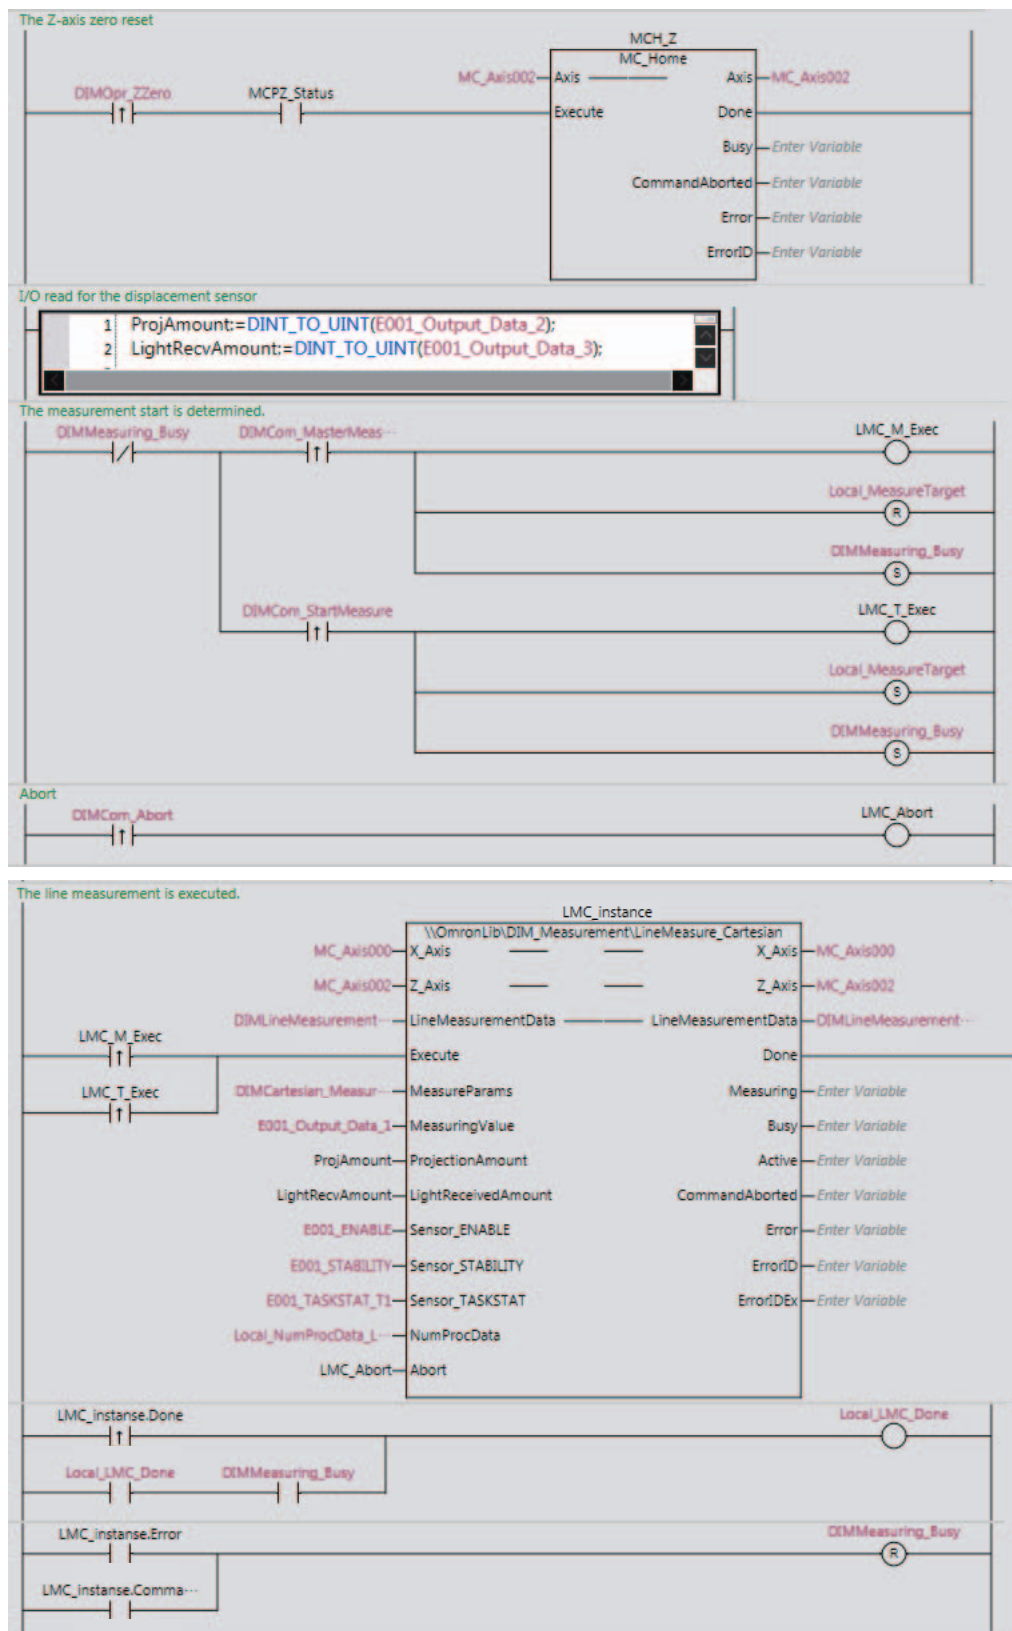 The Z-axis zero reset
MCH_Z
MC_Home
MC_Axis002 Axis Axis MC_Axis002
DIMOpr_ZZero MCPZ_Status
Execute Done
Busy Enter Variable
CommandAborted Enter Variable
Error Enter Variable
ErrorID Enter Variable
I/O read for the displacement sensor
1 ProjAmount:=DINT_TO_UINT(E001_Output_Data_2);
2 LightRecvAmount:=DINT_TO_UINT(E001_Output_Data_3);
The measurement start is determined.
DIMMeasuring_Busy DIMCom_MasterMeas··· LMC_M_Exec
Local_MeasureTarget
R
DIMMeasuring_Busy
S
DIMCom_StartMeasure LMC_T_Exec
Local_MeasureTarget
S
DIMMeasuring_Busy
S
Abort
DIMCom_Abort LMC_Abort
The line measurement is executed.
LMC_instance
\\OmronLib\DIM_Measurement\LineMeasure_Cartesian
MC_Axis000 X_Axis X_Axis MC_Axis000
MC_Axis002 Z_Axis Z_Axis MC_Axis002
DIMLineMeasurement··· LineMeasurementData LineMeasurementData DIMLineMeasurement···
LMC_M_Exec
Execute Done
LMC_T_Exec DIMCartesian_Measur··· MeasureParams Measuring Enter Variable
E001_Output_Data_1 MeasuringValue Busy Enter Variable
ProjAmount ProjectionAmount Active Enter Variable
LightRecvAmount LightReceivedAmount CommandAborted Enter Variable
E001_ENABLE Sensor_ENABLE Error Enter Variable
E001_STABILITY Sensor_STABILITY ErrorID Enter Variable
E001_TASKSTAT_T1 Sensor_TASKSTAT ErrorIDEx Enter Variable
Local_NumProcData_L··· NumProcData
LMC_Abort Abort
LMC_instanse.Done Local_LMC_Done
Local_LMC_Done DIMMeasuring_Busy
LMC_instanse.Error DIMMeasuring_Busy
R
LMC_instanse.Comma···